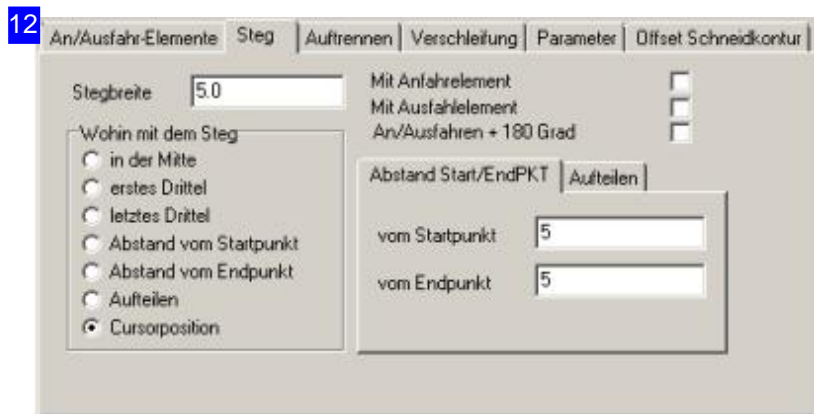 12
An/Ausfahr-Elemente Steg Auftrennen Verschleifung Parameter Offset Schneidkontur
Stegbreite 5.0
Wohin mit dem Steg
in der Mitte
erstes Drittel
letztes Drittel
Abstand vom Startpunkt
Abstand vom Endpunkt
Aufteilen
Cursorposition
Mit Anfahrelement
Mit Ausfahlelement
An/Ausfahren + 180 Grad
Abstand Start/EndPKT Aufteilen
vom Startpunkt 5
vom Endpunkt 5